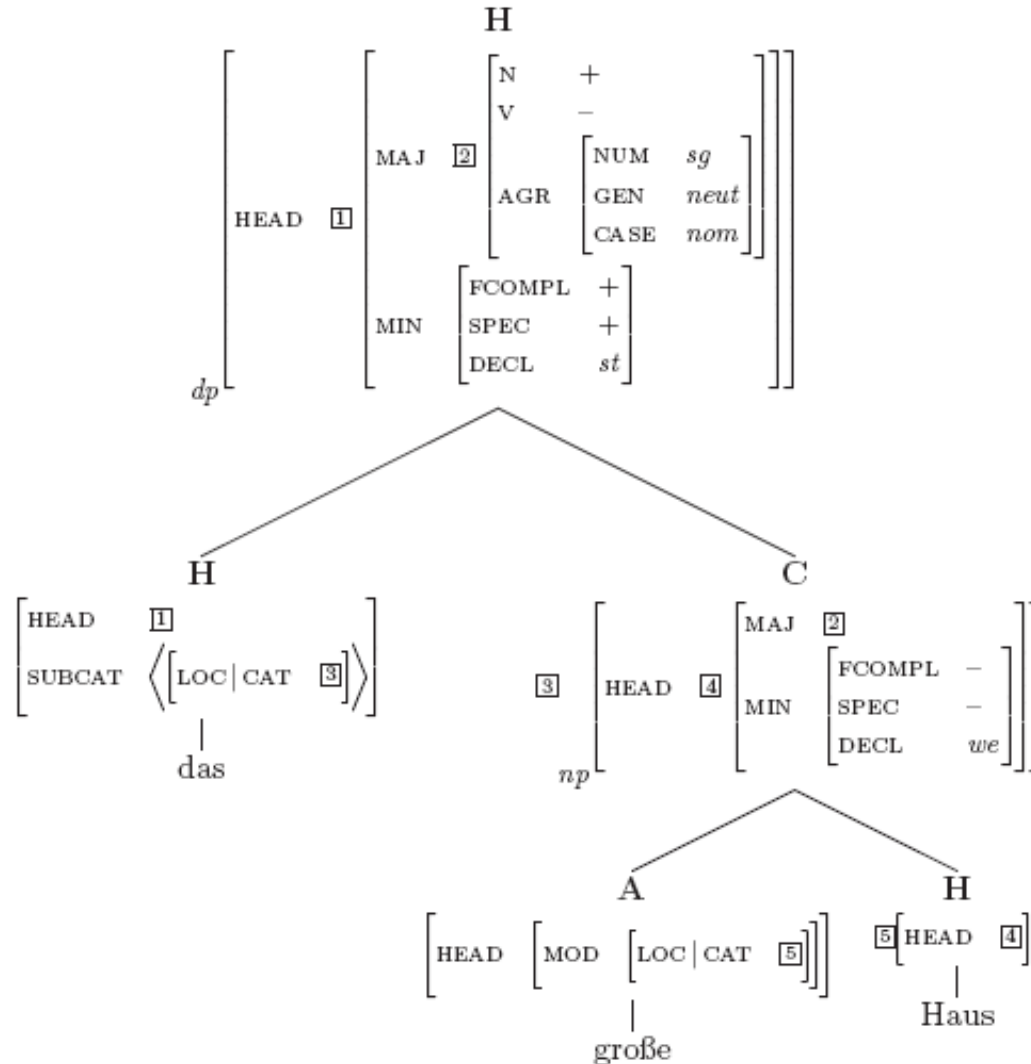 H
N +
V –
MAJ 2
NUM sg
HEAD 1
AGR GEN neut
CASE nom
FCOMPL +
MIN SPEC +
DECL st
dp
H C
HEAD 1
SUBCAT ⟨[LOC|CAT 3]⟩
das
MAJ 2
3 HEAD 4
FCOMPL –
MIN SPEC –
DECL we
np
A H
[HEAD [MOD [LOC|CAT 5]]] 5[HEAD 4]
große Haus